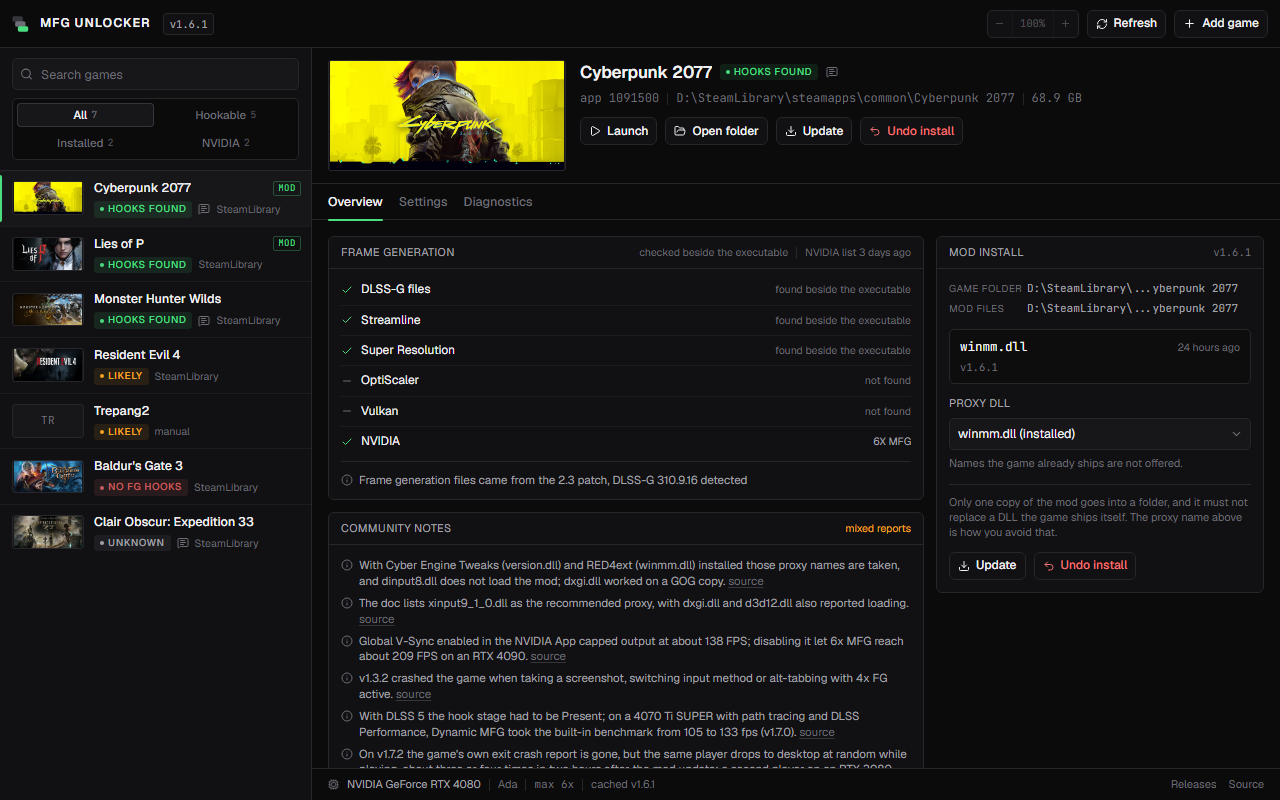 MFG UNLOCKER v1.6.1
100%
Refresh
Add game
Search games
All 7
Hookable 5
Installed 2
NVIDIA 2
Cyberpunk 2077 MOD
HOOKS FOUND SteamLibrary
LIES OF P
Lies of P MOD
HOOKS FOUND SteamLibrary
Monster Hunter Wilds
HOOKS FOUND SteamLibrary
RESIDENT EVIL 4
Resident Evil 4
LIKELY SteamLibrary
TR
Trepang2
LIKELY manual
Baldur's Gate 3
NO FG HOOKS SteamLibrary
Clair Obscur: Expedition 33
UNKNOWN SteamLibrary
CYBERPUNK
Cyberpunk 2077 HOOKS FOUND
app 1091500 | D:\SteamLibrary\steamapps\common\Cyberpunk 2077 | 68.9 GB
Launch
Open folder
Update
Undo install
Overview
Settings
Diagnostics
FRAME GENERATION checked beside the executable | NVIDIA list 3 days ago
DLSS-G files found beside the executable
Streamline found beside the executable
Super Resolution found beside the executable
OptiScaler not found
Vulkan not found
NVIDIA 6X MFG
Frame generation files came from the 2.3 patch, DLSS-G 310.9.16 detected
COMMUNITY NOTES mixed reports
With Cyber Engine Tweaks (version.dll) and RED4ext (winmm.dll) installed those proxy names are taken,
and dinput8.dll does not load the mod; dxgi.dll worked on a GOG copy. source
The doc lists xinput9_1_0.dll as the recommended proxy, with dxgi.dll and d3d12.dll also reported loading.
source
Global V-Sync enabled in the NVIDIA App capped output at about 138 FPS; disabling it let 6x MFG reach
about 209 FPS on an RTX 4090. source
v1.3.2 crashed the game when taking a screenshot, switching input method or alt-tabbing with 4x FG
active. source
With DLSS 5 the hook stage had to be Present; on a 4070 Ti SUPER with path tracing and DLSS
Performance, Dynamic MFG took the built-in benchmark from 105 to 133 fps (v1.7.0). source
On v1.7.2 the game's own exit crash report is gone, but the same player drops to desktop at random while
MOD INSTALL v1.6.1
GAME FOLDER D:\SteamLibrary\...yberpunk 2077
MOD FILES D:\SteamLibrary\...yberpunk 2077
winmm.dll 24 hours ago
v1.6.1
PROXY DLL
winmm.dll (installed)
Names the game already ships are not offered.
Only one copy of the mod goes into a folder, and it must not
replace a DLL the game ships itself. The proxy name above
is how you avoid that.
Update
Undo install
NVIDIA GeForce RTX 4080 | Ada | max 6x | cached v1.6.1
Releases Source